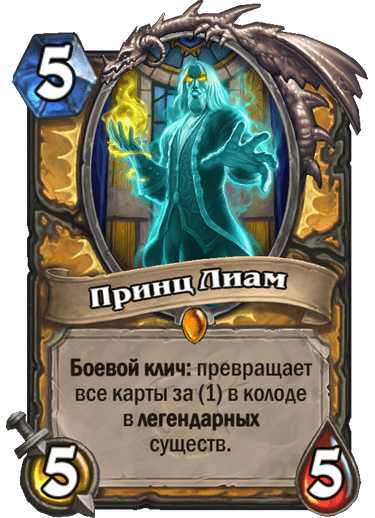 5
Принц Лиам
Боевой клич: превращает
все карты за (1) в колоде
в легендарных
существ.
5
5